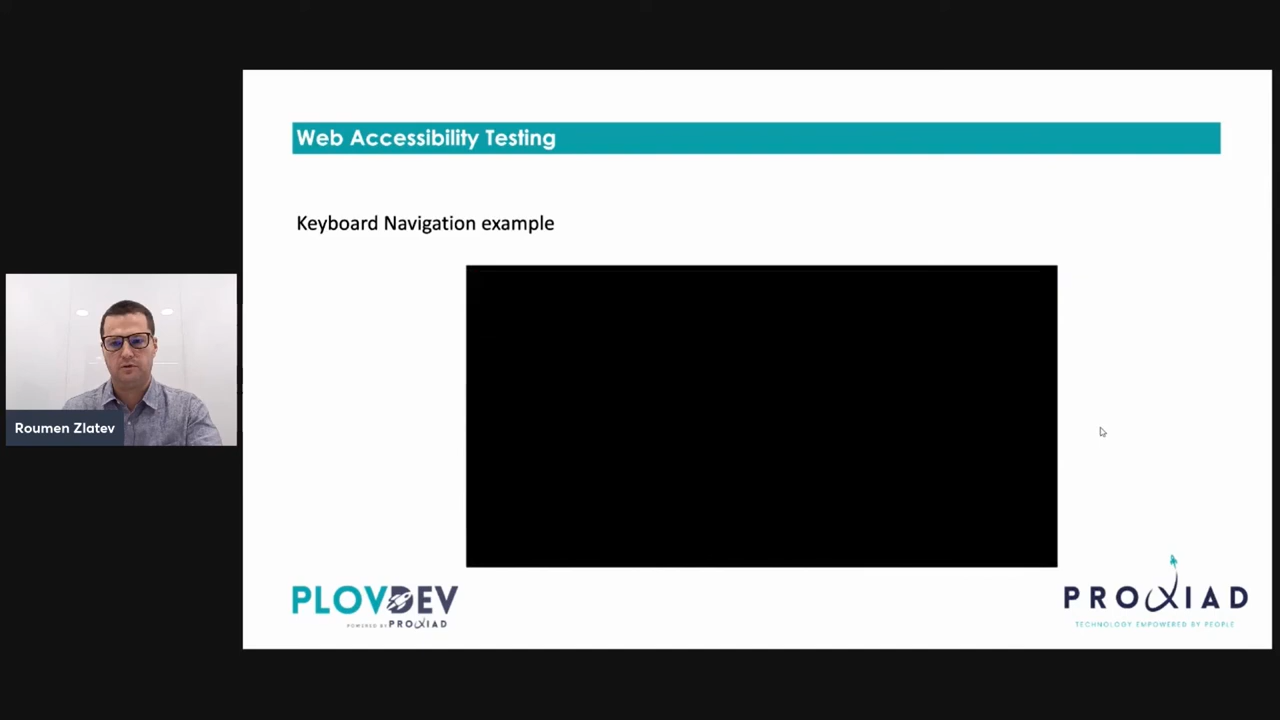 Web Accessibility Testing
Keyboard Navigation example
Roumen Zlatev
PLOVDEV
POWERED BY PROXIAD
PROXIAD
TECHNOLOGY EMPOWERED BY PEOPLE